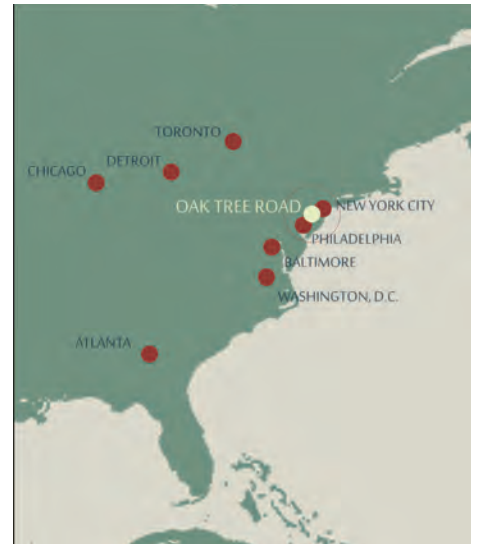 TORONTO
DETROIT
CHICAGO
OAK TREE ROAD
NEW YORK CITY
PHILADELPHIA
BALTIMORE
WASHINGTON, D.C.
ATLANTA